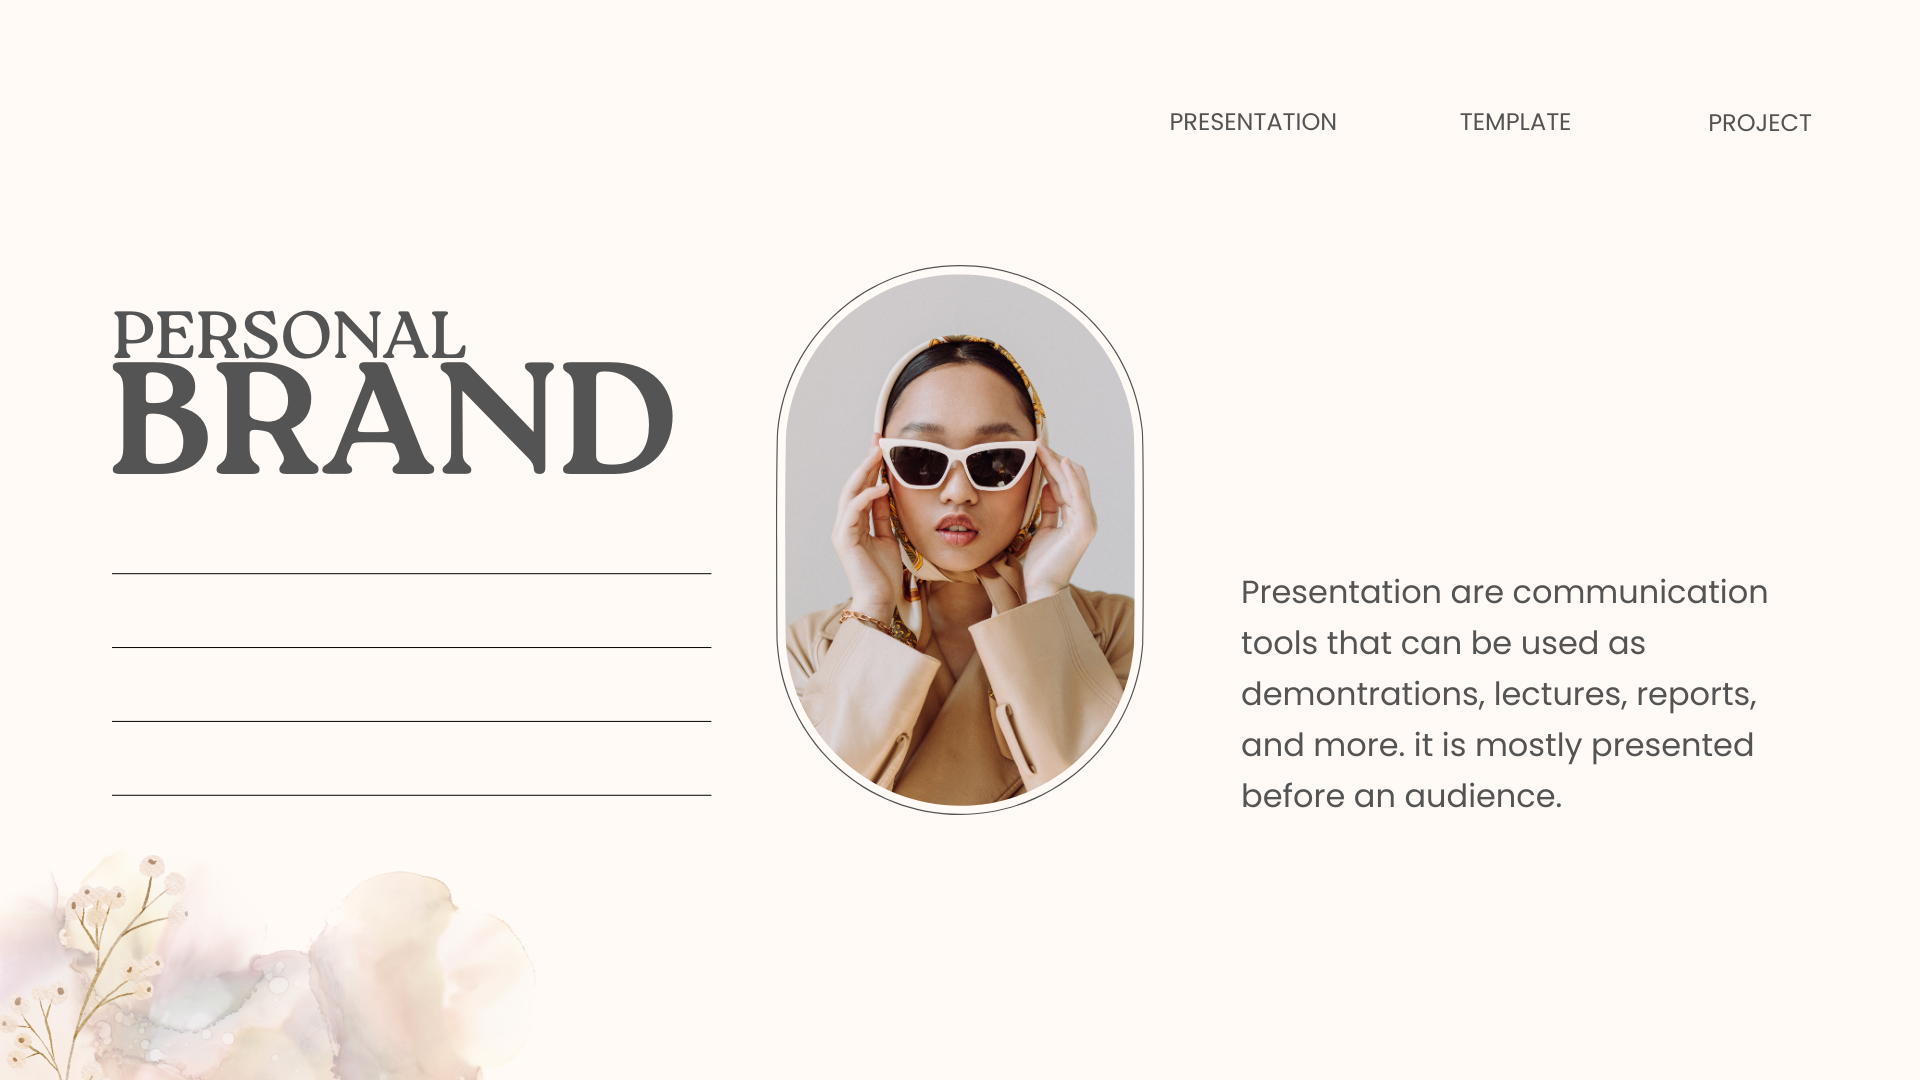 PRESENTATION TEMPLATE PROJECT
PERSONAL
BRAND
Presentation are communication
tools that can be used as
demontrations, lectures, reports,
and more. it is mostly presented
before an audience.